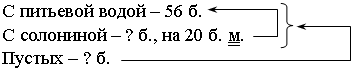 С питьевой водой – 56 б.
С солониной – ? б., на 20 б. м.
Пустых – ? б.